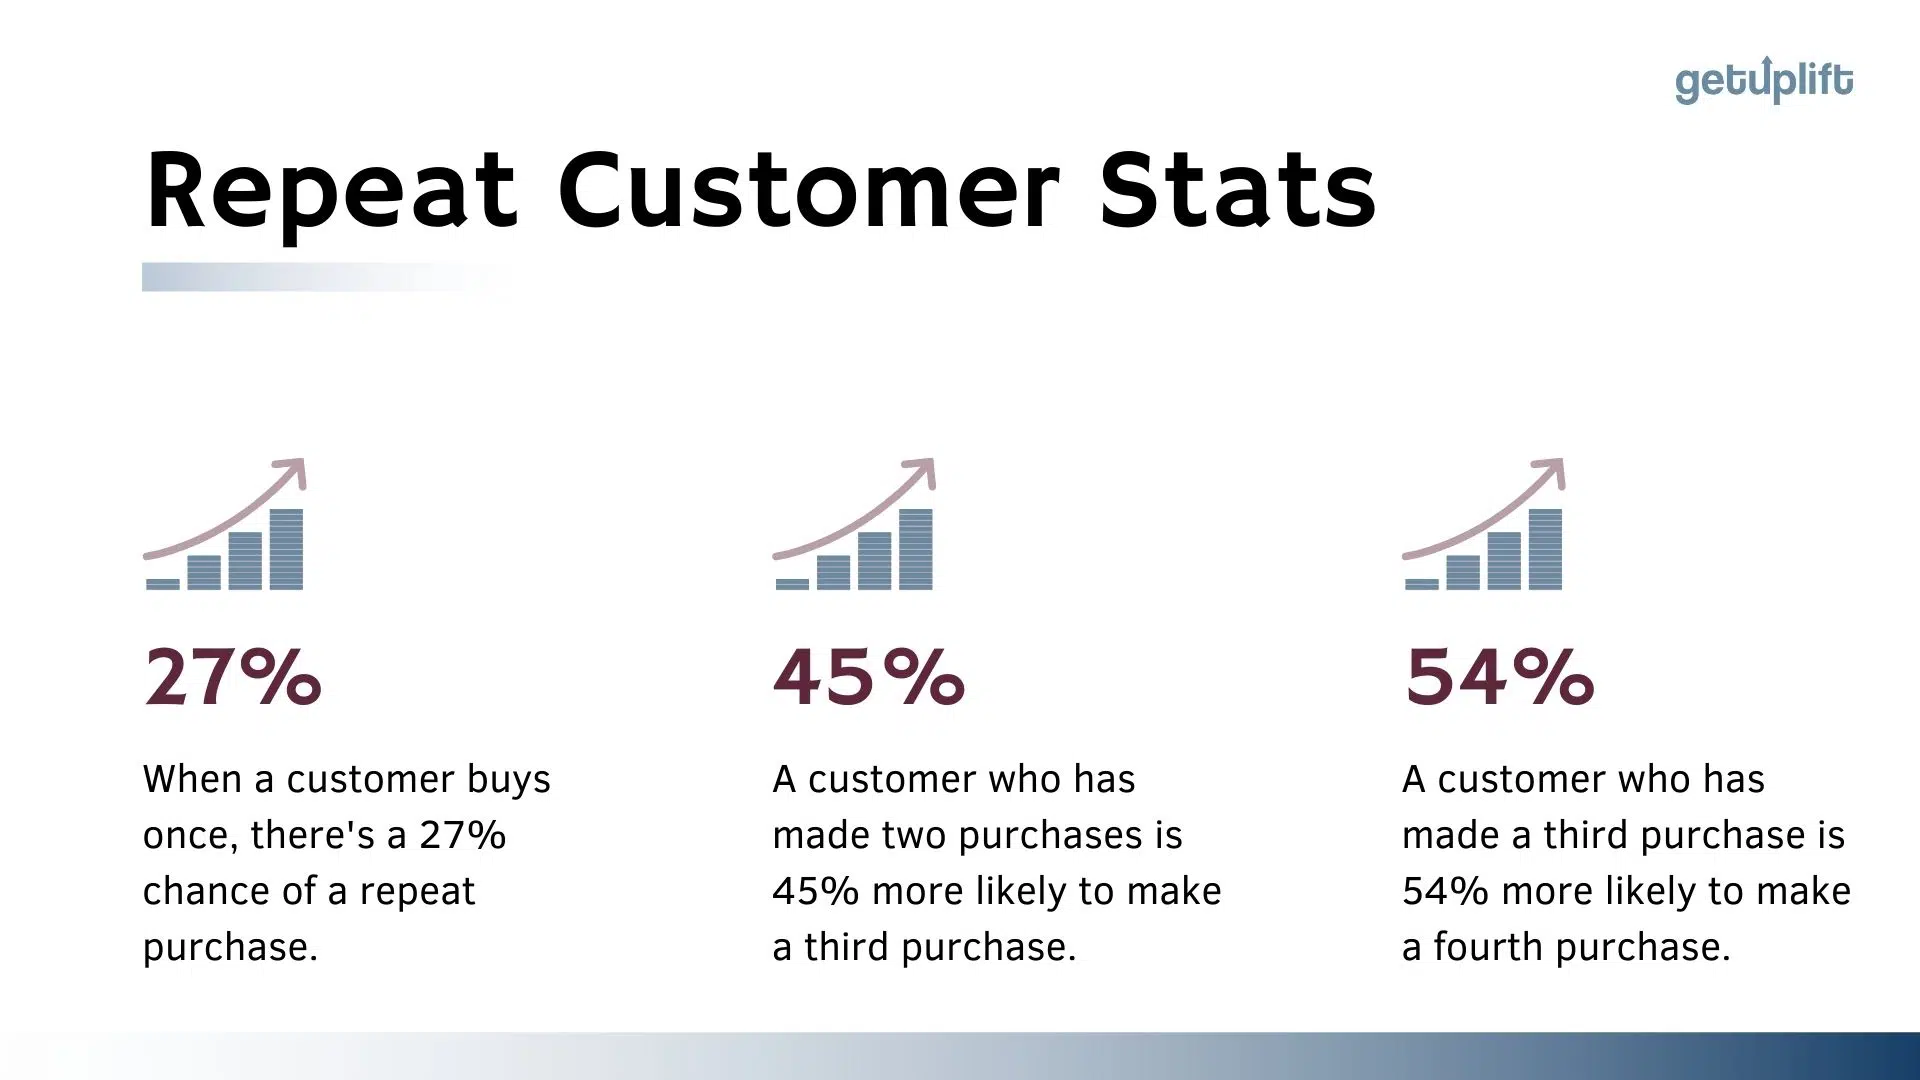 getuplift
Repeat Customer Stats
27%
When a customer buys
once, there's a 27%
chance of a repeat
purchase.
45%
A customer who has
made two purchases is
45% more likely to make
a third purchase.
54%
A customer who has
made a third purchase is
54% more likely to make
a fourth purchase.